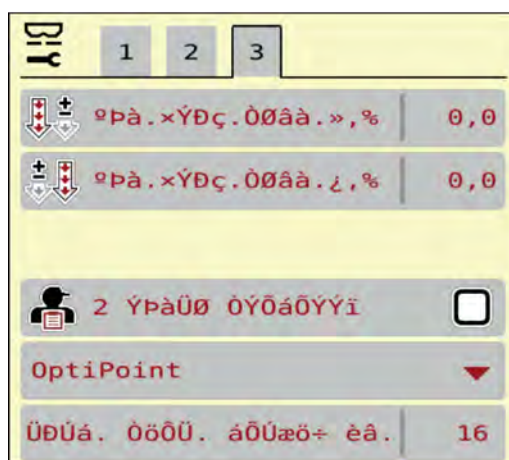 1 2 3
ºÞà.×ÝÐç.ÒØâà.»,% 0,0
ºÞà.×ÝÐç.ÒØâà.¿,% 0,0
2 ÝÞàÜØ ÒÝÕáÕÝÝï
OptiPoint
ÜÐÚá. ÒöÔÜ. áÕÚæö÷ èâ. 16